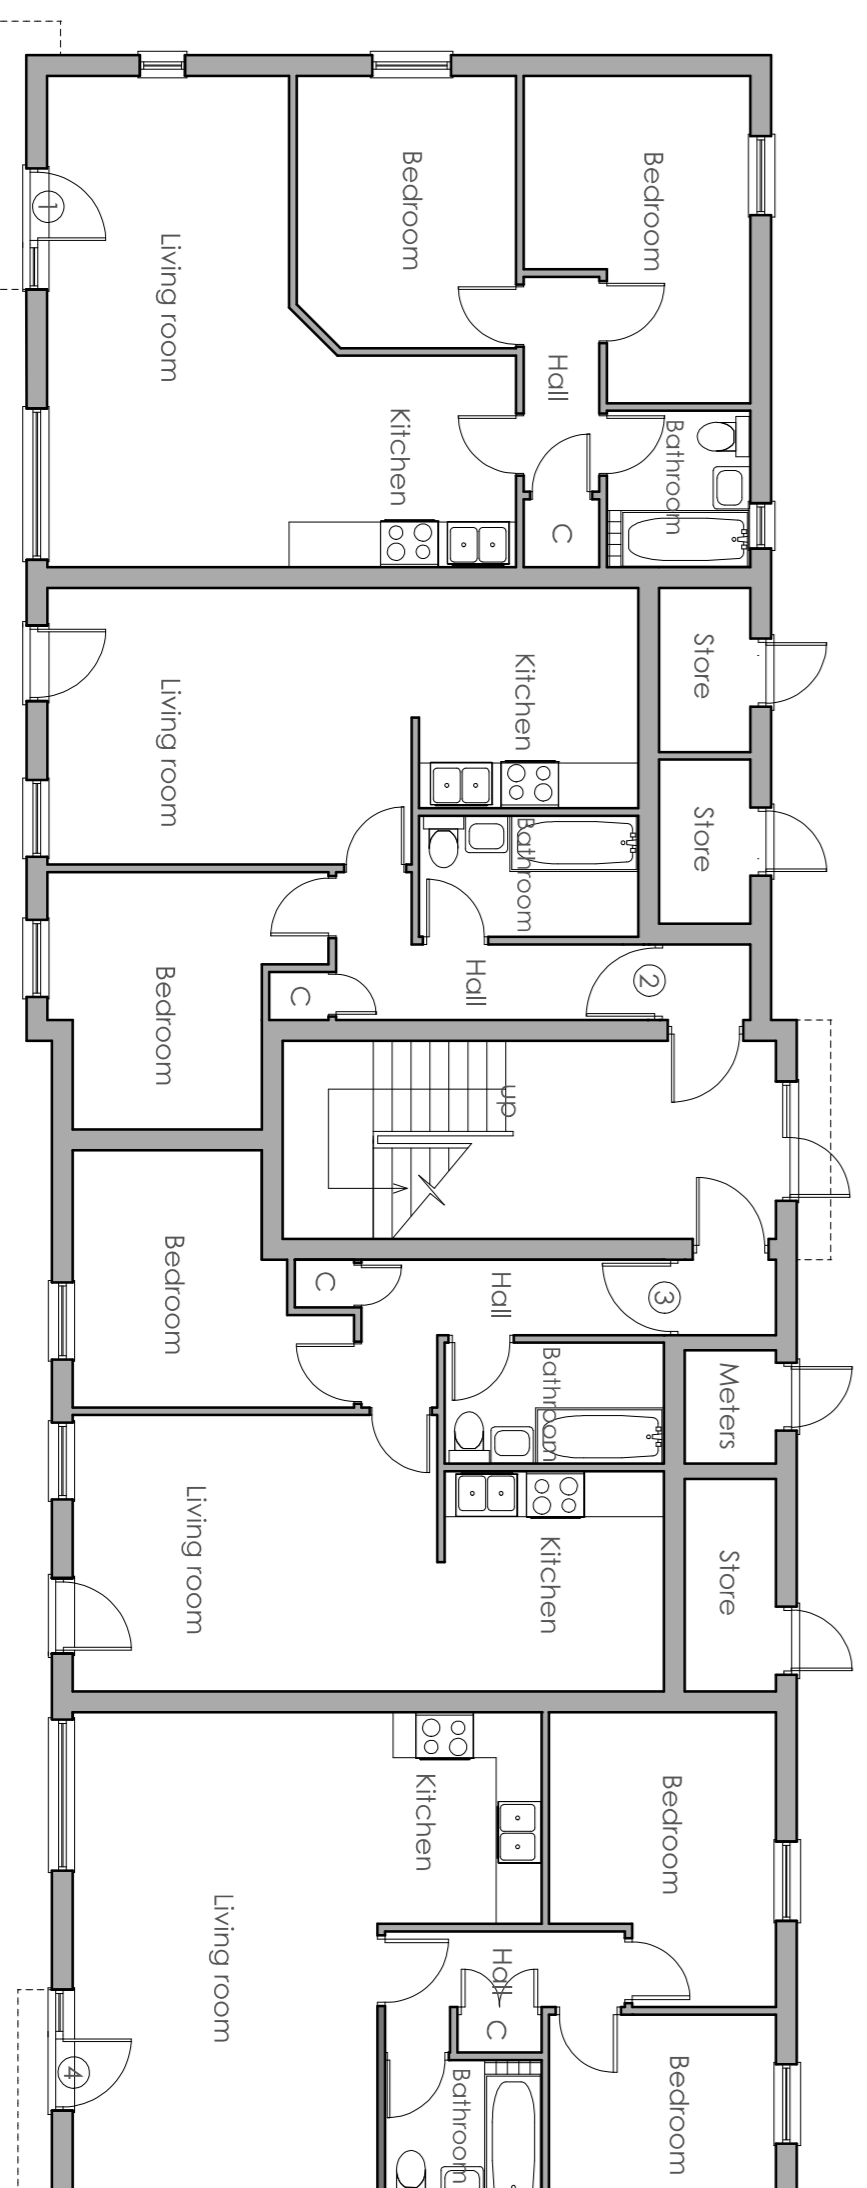 Bedroom
Bedroom
1
Living room
Hall
Kitchen
Bathroom
C
Store
Kitchen
Living room
Store
Bathroom
Hall
2
Bedroom
C
up
Bedroom
C
Hall
3
Bathroom
Meters
Living room
Kitchen
Store
Kitchen
Bedroom
Living room
Hall
C
4
Bathroom
Bedroom